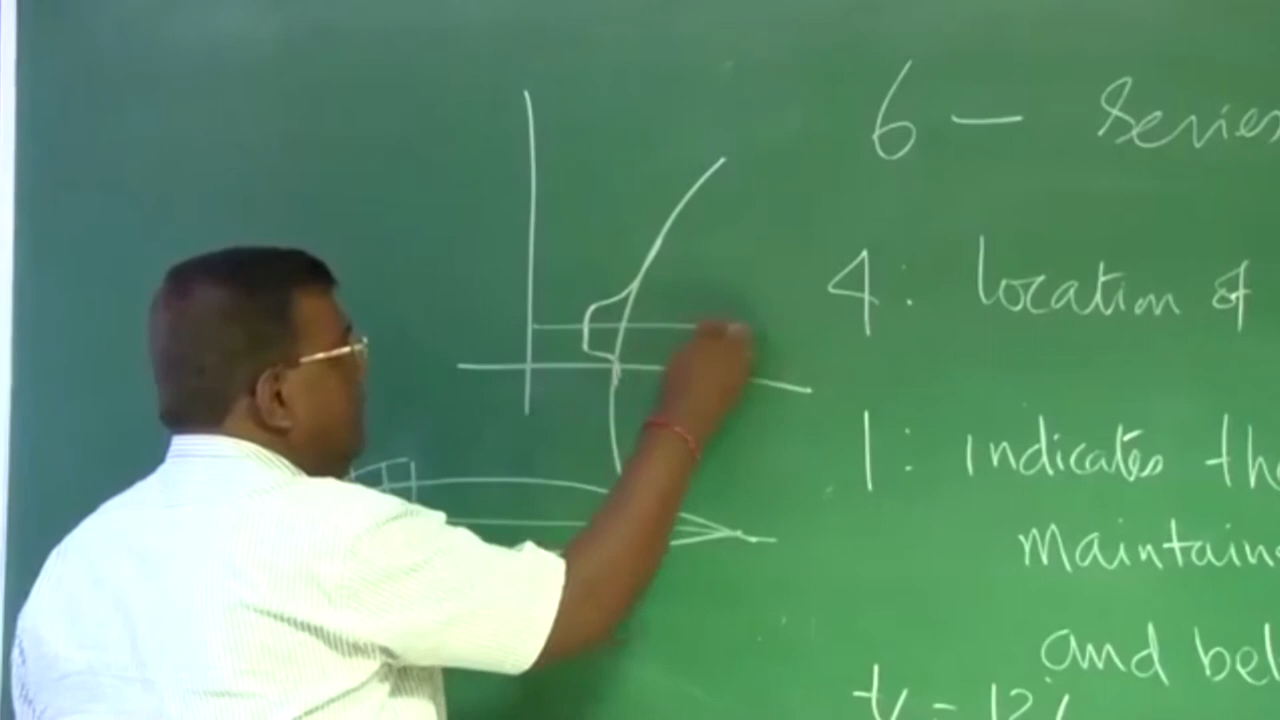 6 - Series
4: location of
1: indicates the
maintain
and bel